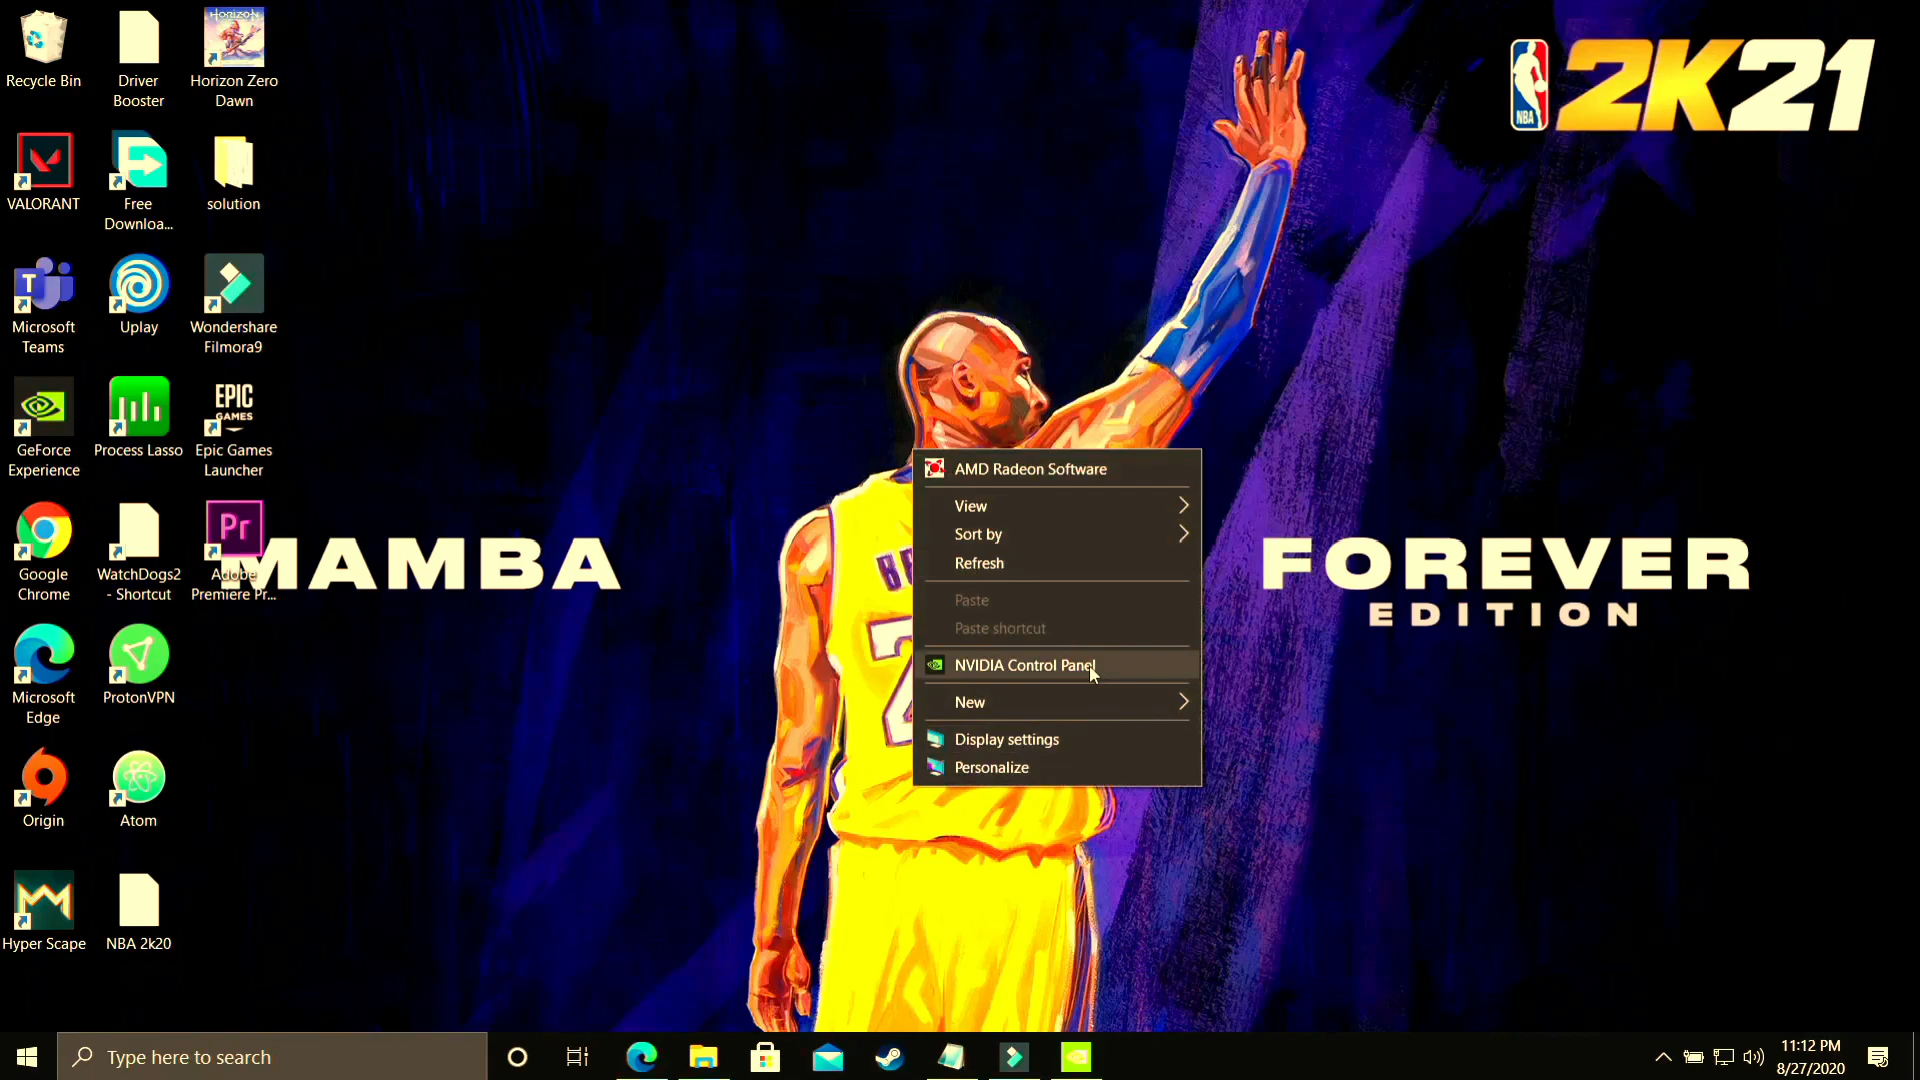 Recycle Bin
Driver
Booster
HORIZON
Horizon Zero
Dawn
VALORANT
Free
Downloa...
solution
T
Microsoft
Teams
Uplay
Wondershare
Filmora9
GeForce
Experience
Process Lasso
EPIC
GAMES
Epic Games
Launcher
Google
Chrome
WatchDogs2
- Shortcut
Pr
Adobe
Premiere Pr...
Microsoft
Edge
ProtonVPN
Origin
Atom
Hyper Scape
NBA 2k20
NBA
2K21
MAMBA
FOREVER
EDITION
AMD Radeon Software
View
Sort by
Refresh
Paste
Paste shortcut
NVIDIA Control Panel
New
Display settings
Personalize
Type here to search
11:12 PM
8/27/2020